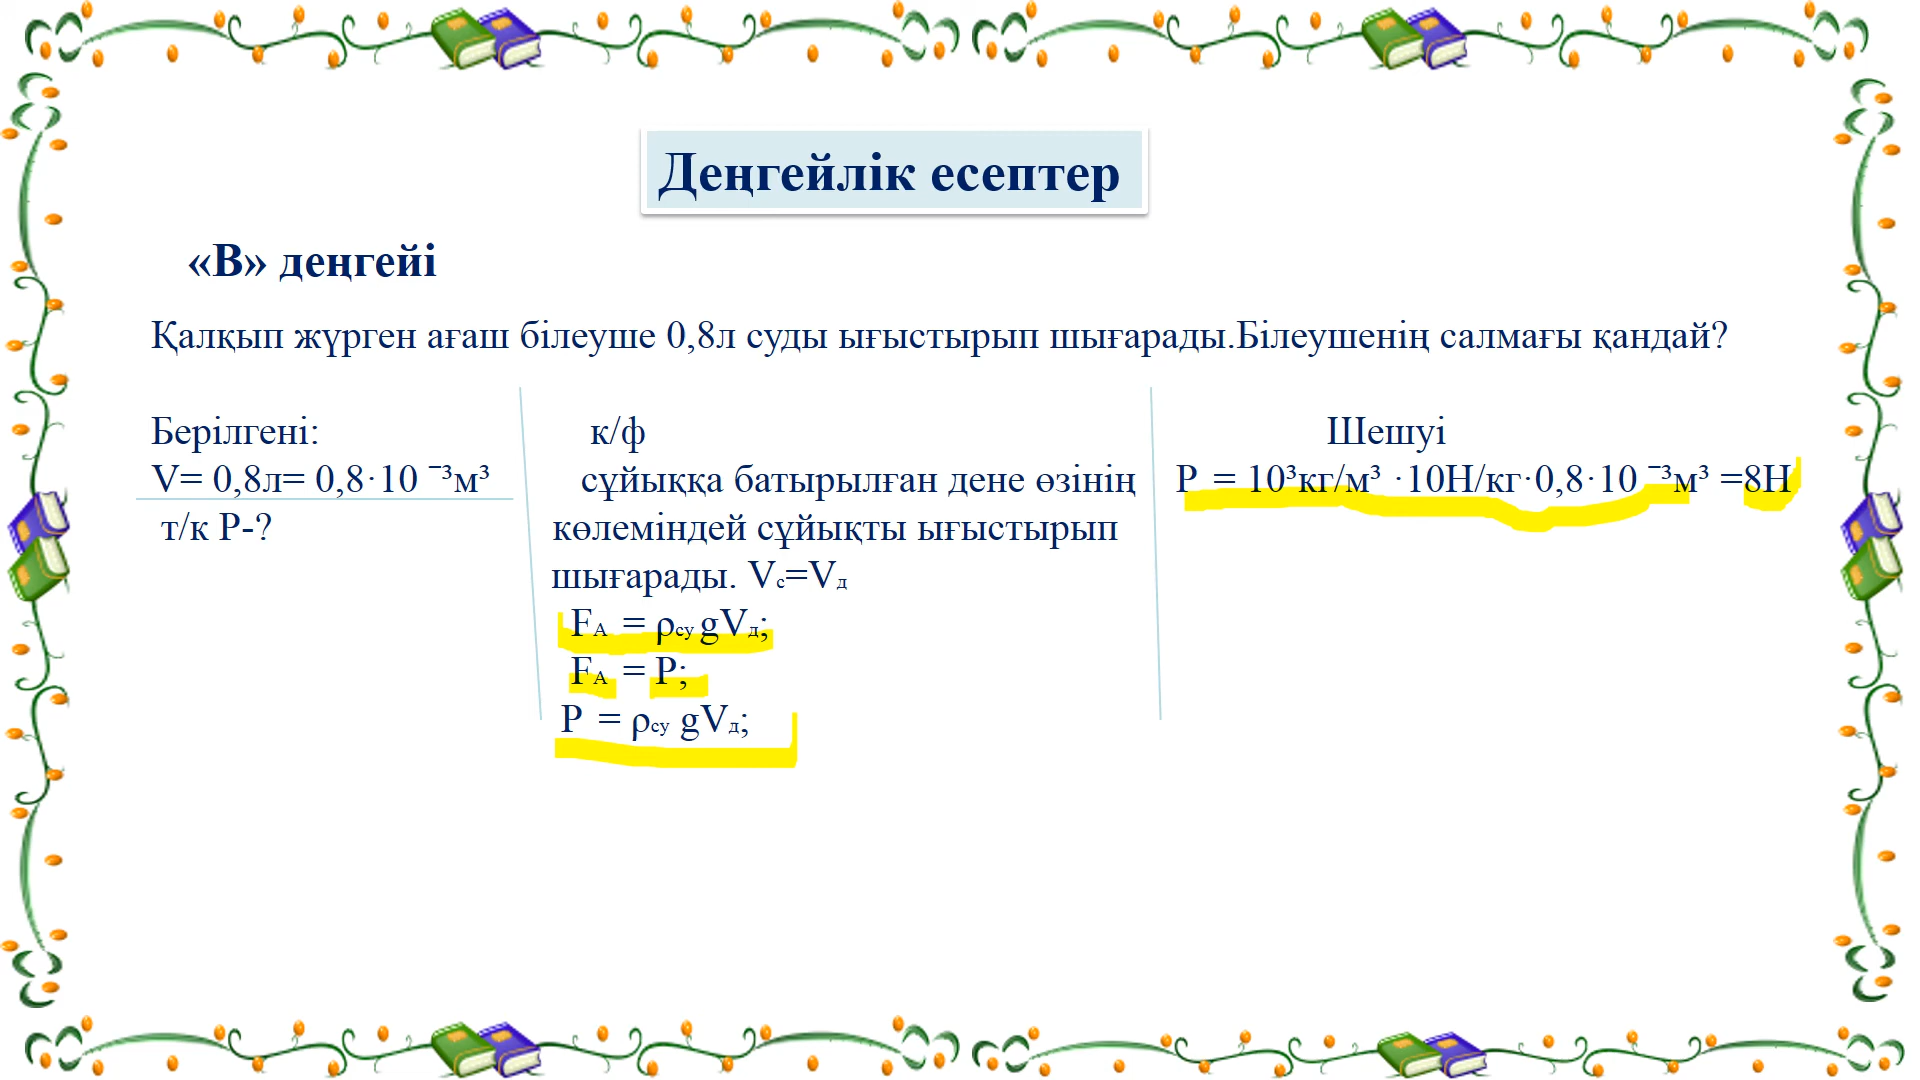 Деңгейлік есептер
«В» деңгейі
Қалқып жүрген ағаш білеуше 0,8л суды ығыстырып шығарады.Білеушенің салмағы қандай?
Берілгені: к/ф Шешуі
V= 0,8л= 0,8·10 ⁻³м³ сұйыққа батырылған дене өзінің P = 10³кг/м³ ·10Н/кг·0,8·10 ⁻³м³ =8Н
т/к Р-? көлеміндей сұйықты ығыстырып
шығарады. Vс=Vд
FА = ρсу gVд;
FА = P;
P = ρсу gVд;